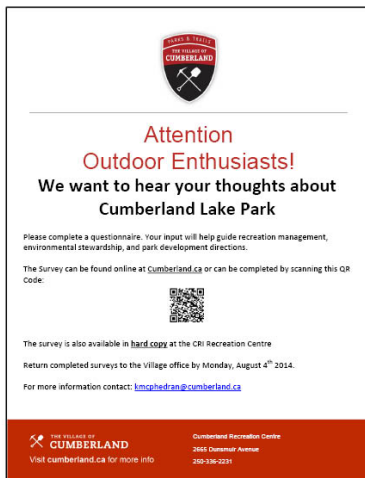 PARKS & TRAILS
THE VILLAGE OF
CUMBERLAND
Attention
Outdoor Enthusiasts!
We want to hear your thoughts about
Cumberland Lake Park
Please complete a questionnaire. Your input will help guide recreation management,
environmental stewardship, and park development directions.
The Survey can be found online at Cumberland.ca or can be completed by scanning this QR
Code:
The survey is also available in hard copy at the CRI Recreation Centre
Return completed surveys to the Village office by Monday, August 4th 2014.
For more information contact: kmcphedran@cumberland.ca
THE VILLAGE OF
CUMBERLAND
Visit cumberland.ca for more info
Cumberland Recreation Centre
2665 Dunsmuir Avenue
250-336-2231